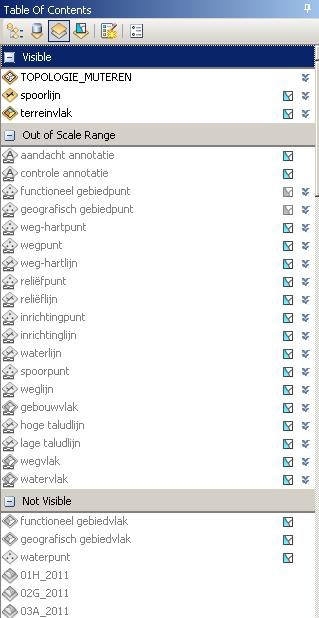 Table Of Contents
Visible
TOPOLOGIE_MUTEREN
spoorlijn
terreinvlak
Out of Scale Range
aandacht annotatie
controle annotatie
functioneel gebiedpunt
geografisch gebiedpunt
weg-hartpunt
wegpunt
weg-hartlijn
reliëfpunt
reliëflijn
inrichtingpunt
inrichtinglijn
waterlijn
spoorpunt
weglijn
gebouwvlak
hoge taludlijn
lage taludlijn
wegvlak
watervlak
Not Visible
functioneel gebiedvlak
geografisch gebiedvlak
waterpunt
01H_2011
02G_2011
03A_2011